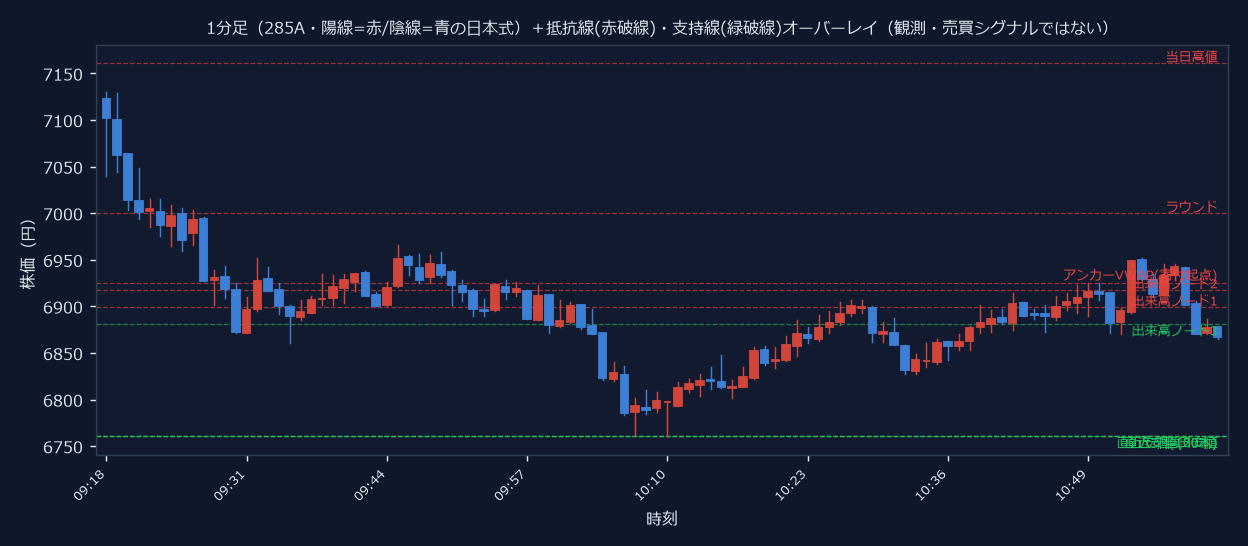 1分足（285A・陽線=赤/陰線=青の日本式）＋抵抗線(赤破線)・支持線(緑破線)オーバーレイ（観測・売買シグナルではない）
当日高値
ラウンド
出来高ノード2
出来高ノード1
株価（円）
7150
7100
7050
7000
6950
6900
6850
6800
6750
09:18
09:31
09:44
09:57
10:10
10:23
10:36
10:49
時刻